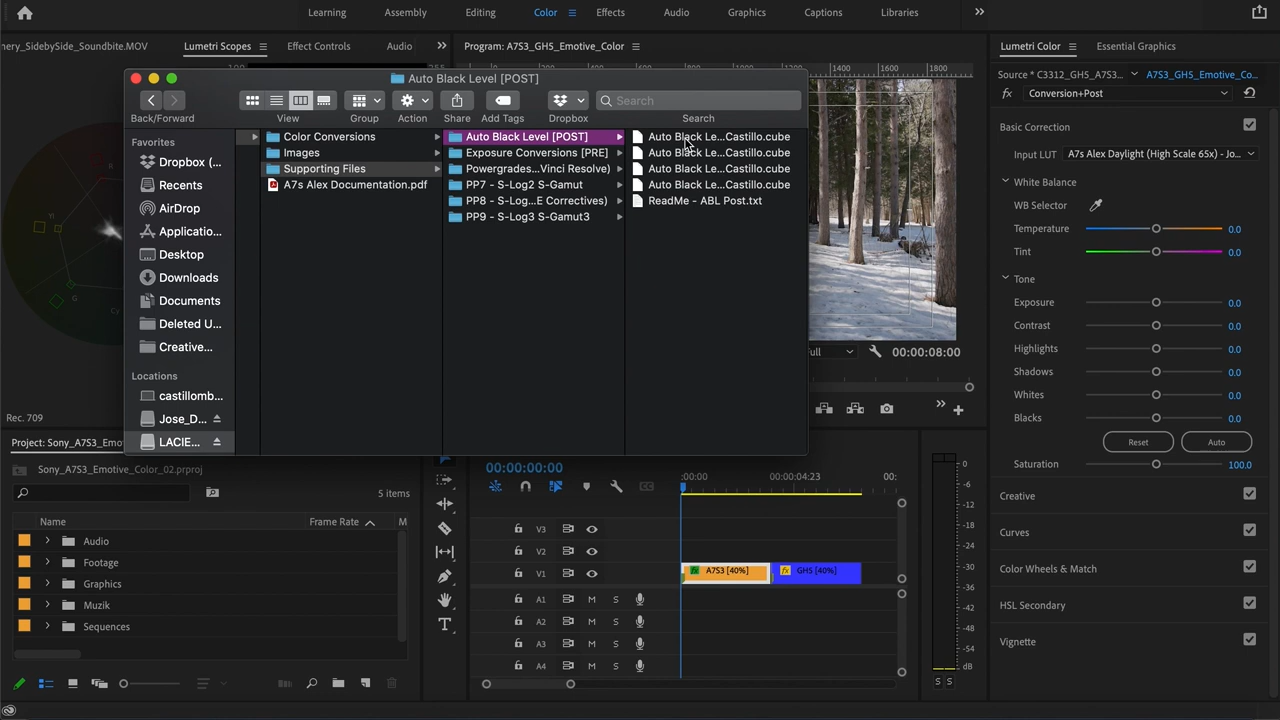 Learning
Assembly
Editing
Color
Effects
Audio
Graphics
Captions
Libraries
nery_SidebySide_Soundbite.MOV
Lumetri Scopes
Effect Controls
Audio
Program: A7S3_GH5_Emotive_Color
Lumetri Color
Essential Graphics
1600
1800
Auto Black Level [POST]
Back/Forward
View
Group
Action
Share
Add Tags
Dropbox
Search
Search
Favorites
Dropbox (...
Recents
AirDrop
Applicatio...
Desktop
Downloads
Documents
Deleted U...
Creative...
Locations
castillomb...
Jose_D...
LACIE...
Color Conversions
Images
Supporting Files
A7s Alex Documentation.pdf
Auto Black Level [POST]
Exposure Conversions [PRE]
Powergrades...Vinci Resolve)
PP7 - S-Log2 S-Gamut
PP8 - S-Log...E Correctives)
PP9 - S-Log3 S-Gamut3
Auto Black Le...Castillo.cube
Auto Black Le...Castillo.cube
Auto Black Le...Castillo.cube
Auto Black Le...Castillo.cube
ReadMe - ABL Post.txt
Source * C3312_GH5_A7S3...
A7S3_GH5_Emotive_Co...
fx
Conversion+Post
Basic Correction
Input LUT
A7s Alex Daylight (High Scale 65x) - Jo...
White Balance
WB Selector
Temperature 0.0
Tint 0.0
Tone
Exposure 0.0
Contrast 0.0
Highlights 0.0
Shadows 0.0
Whites 0.0
Blacks 0.0
Reset
Auto
Saturation 100.0
Creative
Curves
Color Wheels & Matching
HSL Secondary
Vignette
Rec. 709
G
Cy
ull
00:00:08:00
Project: Sony_A7S3_Emo
Sony_A7S3_Emotive_Color_02.prproj
5 items
Name
Frame Rate
M
Audio
Footage
Graphics
Muzik
Sequences
00:00:00:00
:00:00
00:00:04:23
00:
V3
V2
V1
fx A7S3 [40%]
fx GH5 [40%]
A1 M S
A2 M S
A3 M S
A4 M S
0
-6
-12
-18
-24
-30
-36
-42
-48
-54
dB
S S